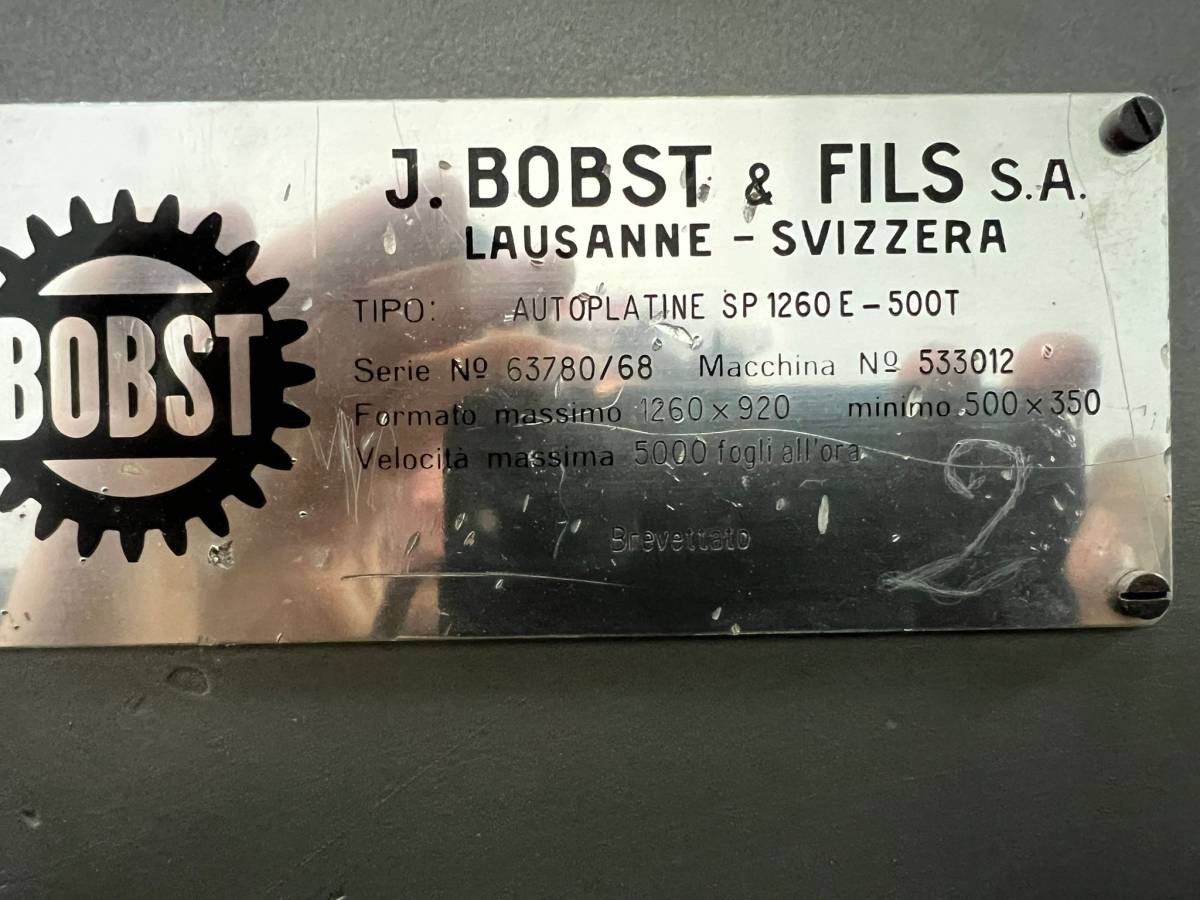 J. BOBST & FILS S.A.
LAUSANNE - SVIZZERA
BOBST
TIPO: AUTOPLATINE SP 1260 E - 500T
Serie Nº 63780/68 Macchina Nº 533012
Formato massimo 1260 x 920 minimo 500 x 350
Velocità massima 5000 fogli all'ora
Brevettato
2